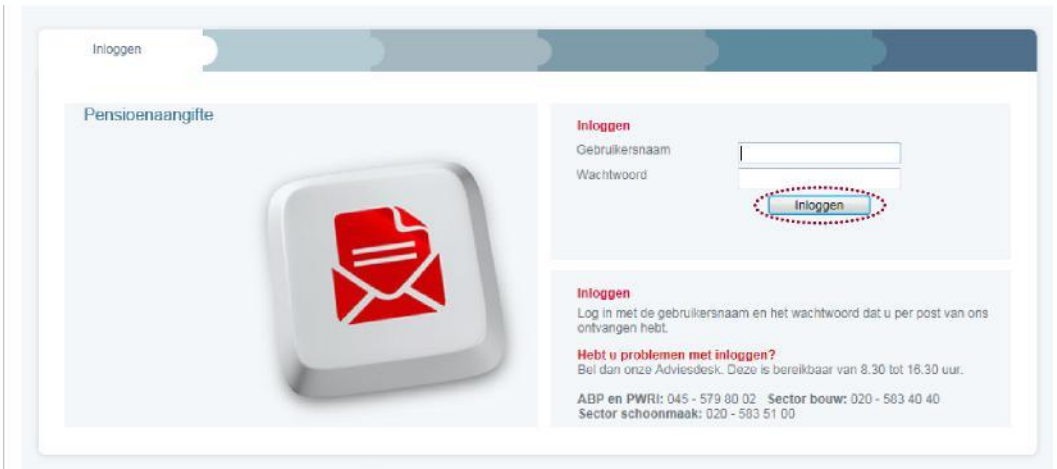 Inloggen
Pensioenaangifte
Inloggen
Gebruikersnaam
Wachtwoord
Inloggen
Inloggen
Log in met de gebruikersnaam en het wachtwoord dat u per post van ons
ontvangen hebt.
Hebt u problemen met inloggen?
Bel dan onze Adviesdesk. Deze is bereikbaar van 8.30 tot 16.30 uur.
ABP en PWRI: 045 - 579 80 02 Sector bouw: 020 - 583 40 40
Sector schoonmaak: 020 - 583 51 00